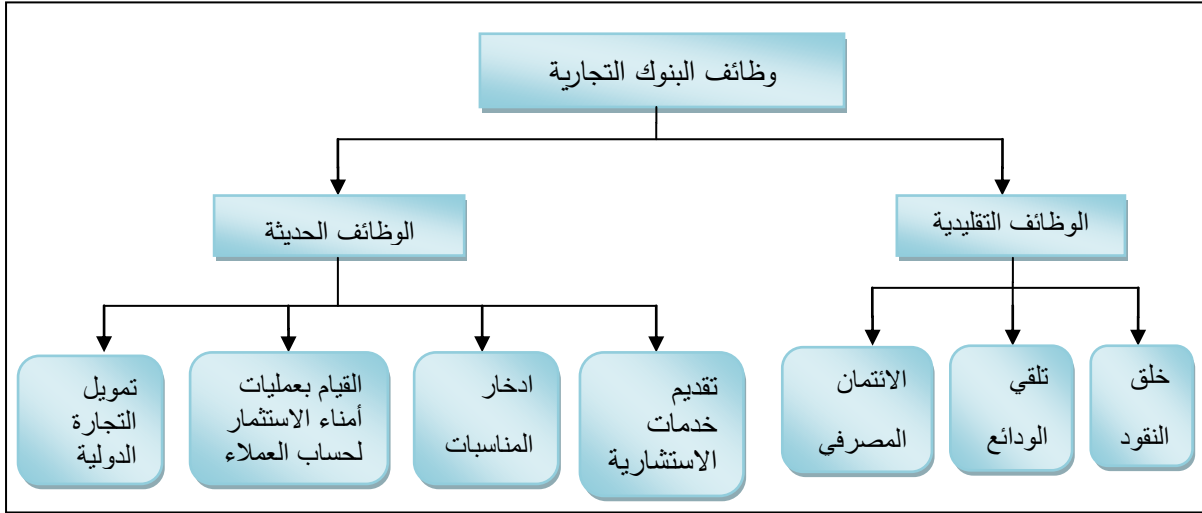 وظائف البنوك التجارية
الوظائف التقليدية
الوظائف الحديثة
خلق
النقود
تلقي
الودائع
الائتمان
المصرفي
تقديم
خدمات
الاستشارية
ادخار
المناسبات
القيام بعمليات
أمناء الاستثمار
لحساب العملاء
تمويل
التجارة
الدولية